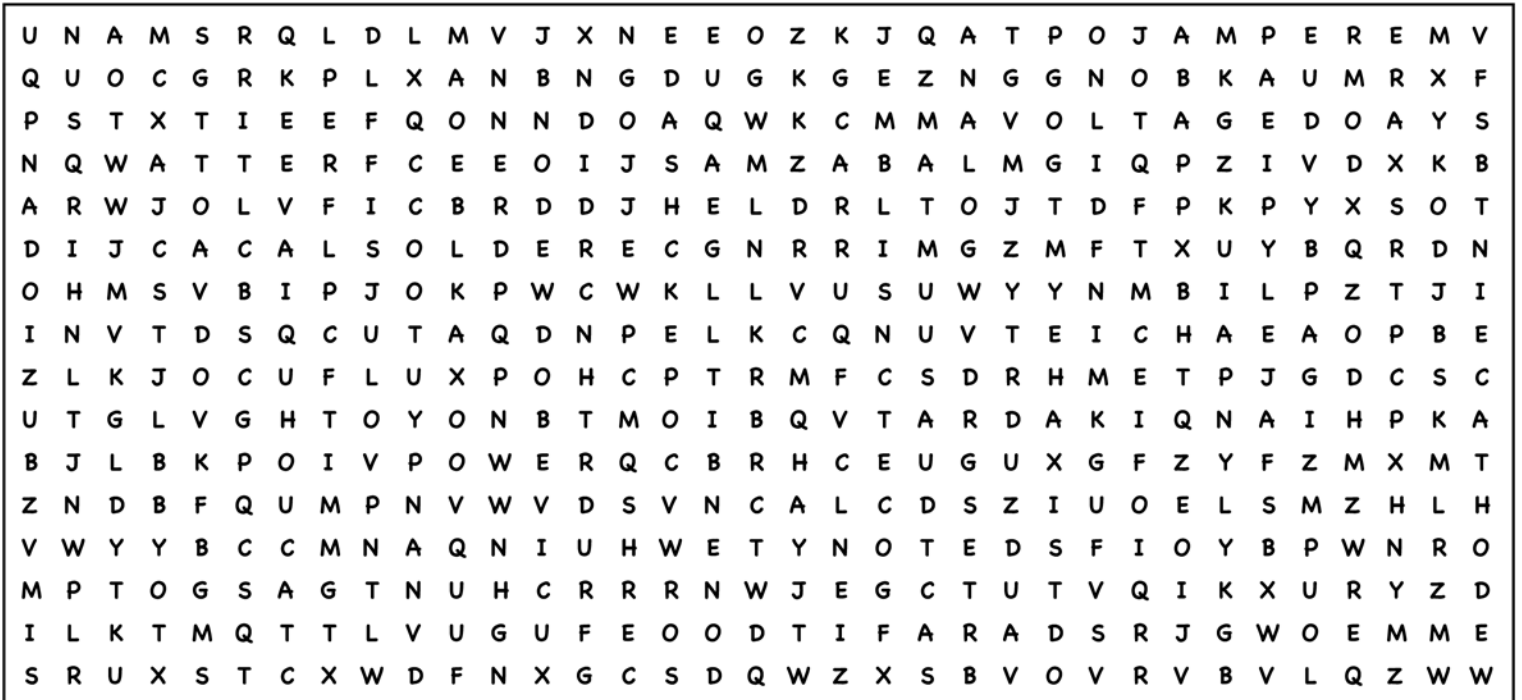 U N A M S R Q L D L M V J X N E E O Z K J Q A T P O J A M P E R E M V
Q U O C G R K P L X A N B N G D U G K G E Z N G G N O B K A U M R X F
P S T X T I E E F Q O N N D O A Q W K C M M A V O L T A G E D O A Y S
N Q W A T T E R F C E E O I J S A M Z A B A L M G I Q P Z I V D X K B
A R W J O L V F I C B R D D J H E L D R L T O J T D F P K P Y X S O T
D I J C A C A L S O L D E R E C G N R R I M G Z M F T X U Y B Q R D N
O H M S V B I P J O K P W C W K L L V U S U W Y Y N M B I L P Z T J I
I N V T D S Q C U T A Q D N P E L K C Q N U V T E I C H A E A O P B E
Z L K J O C U F L U X P O H C P T R M F C S D R H M E T P J G D C S C
U T G L V G H T O Y O N B T M O I B Q V T A R D A K I Q N A I H P K A
B J L B K P O I V P O W E R Q C B R H C E U G U X G F Z Y F Z M X M T
Z N D B F Q U M P N V W V D S V N C A L C D S Z I U O E L S M Z H L H
V W Y Y B C C M N A Q N I U H W E T Y N O T E D S F I O Y B P W N R O
M P T O G S A G T N U H C R R R N W J E G C T U T V Q I K X U R Y Z D
I L K T M Q T T L V U G U F E O O D T I F A R A D S R J G W O E M M E
S R U X S T C X W D F N X G C S D Q W Z X S B V O V R V B V L Q Z W W